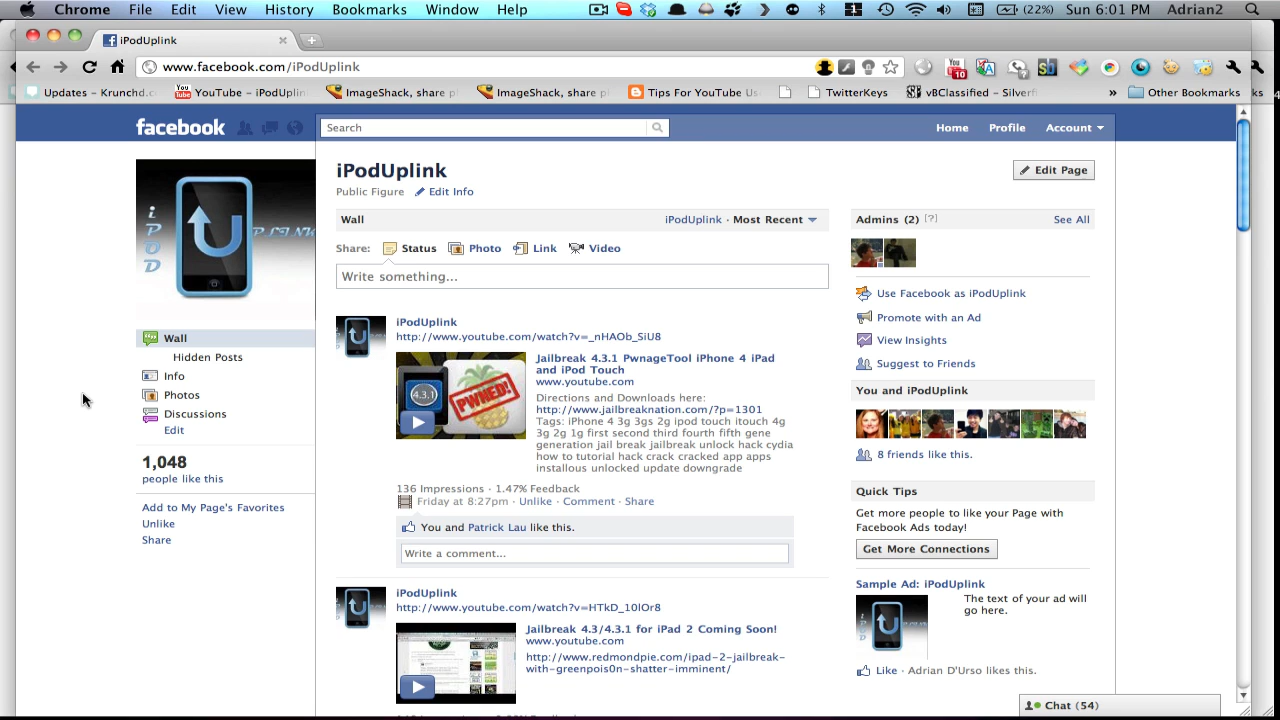 Chrome File Edit View History Bookmarks Window Help (22%) Sun 6:01 PM Adrian2
iPodUplink
www.facebook.com/iPodUplink
10
Updates – Krunchd.c
YouTube – iPodUplin
ImageShack, share pl
ImageShack, share pl
Tips For YouTube Us
TwitterKeys
vBClassified – Silverf
» Other Bookmarks
facebook
Search
Home Profile Account
iPOD
iPodUplink
Edit Page
Public Figure Edit Info
Wall iPodUplink · Most Recent
Share: Status Photo Link Video
Write something...
Wall
Hidden Posts
Info
Photos
Discussions
Edit
1,048
people like this
Add to My Page's Favorites
Unlike
Share
iPodUplink
http://www.youtube.com/watch?v=_nHAOb_SiU8
4.3.1
PWNED!
Jailbreak 4.3.1 PwnageTool iPhone 4 iPad
and iPod Touch
www.youtube.com
Directions and Downloads here:
http://www.jailbreaknation.com/?p=1301
Tags: iPhone 4 3g 3gs 2g ipod touch itouch 4g
3g 2g 1g first second third fourth fifth gene
generation jail break jailbreak unlock hack cydia
how to tutorial hack crack cracked app apps
installous unlocked update downgrade
136 Impressions · 1.47% Feedback
Friday at 8:27pm · Unlike · Comment · Share
You and Patrick Lau like this.
Write a comment...
iPodUplink
http://www.youtube.com/watch?v=HTkD_10lOr8
Jailbreak 4.3/4.3.1 for iPad 2 Coming Soon!
www.youtube.com
http://www.redmondpie.com/ipad-2-jailbreak-
with-greenpois0n-shatter-imminent/
Admins (2) [?] See All
Use Facebook as iPodUplink
Promote with an Ad
View Insights
Suggest to Friends
You and iPodUplink
8 friends like this.
Quick Tips
Get more people to like your Page with
Facebook Ads today!
Get More Connections
Sample Ad: iPodUplink
The text of your ad will
go here.
Like · Adrian D'Urso likes this.
Chat (54)